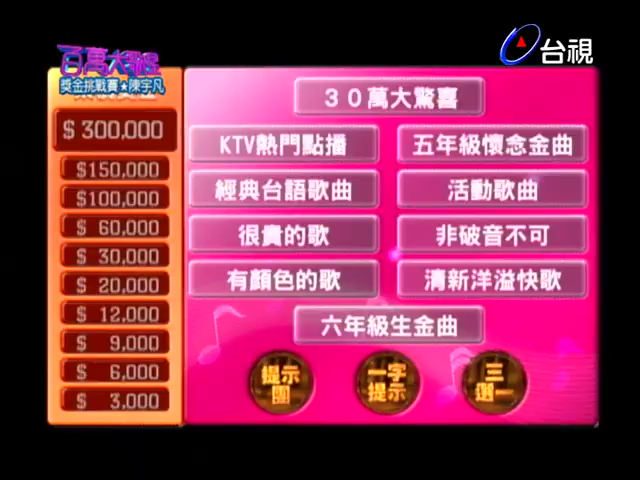 台視
百萬大歌星
獎金挑戰賽★陳宇凡
30萬大驚喜
$ 300,000
KTV熱門點播
五年級懷念金曲
$150,000
經典台語歌曲
活動歌曲
$100,000
$ 60,000
很貴的歌
非破音不可
$ 30,000
有顏色的歌
清新洋溢快歌
$ 20,000
$ 12,000
六年級生金曲
$ 9,000
$ 6,000
$ 3,000
提示
團
一字
提示
三
選一